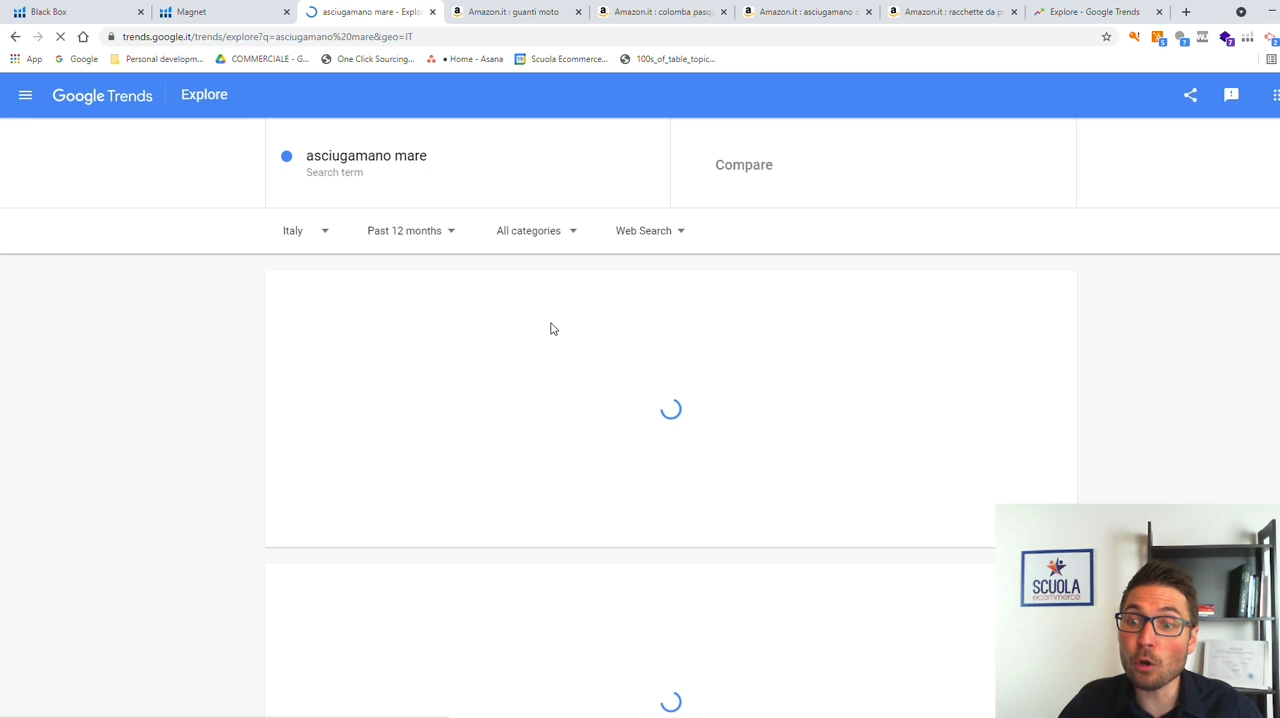 Black Box
Magnet
asciugamano mare - Explo
Amazon.it : guanti moto
Amazon.it : colomba pasqu
Amazon.it : asciugamano
Amazon.it : racchette da p
Explore - Google Trends
trends.google.it/trends/explore?q=asciugamano%20mare&geo=IT
App
Google
Personal developm...
COMMERCIALE - G...
One Click Sourcing...
• Home - Asana
Scuola Ecommerce...
100s_of_table_topic...
Google Trends
Explore
asciugamano mare
Search term
Compare
Italy
Past 12 months
All categories
Web Search
SCUOLA
ecommerce